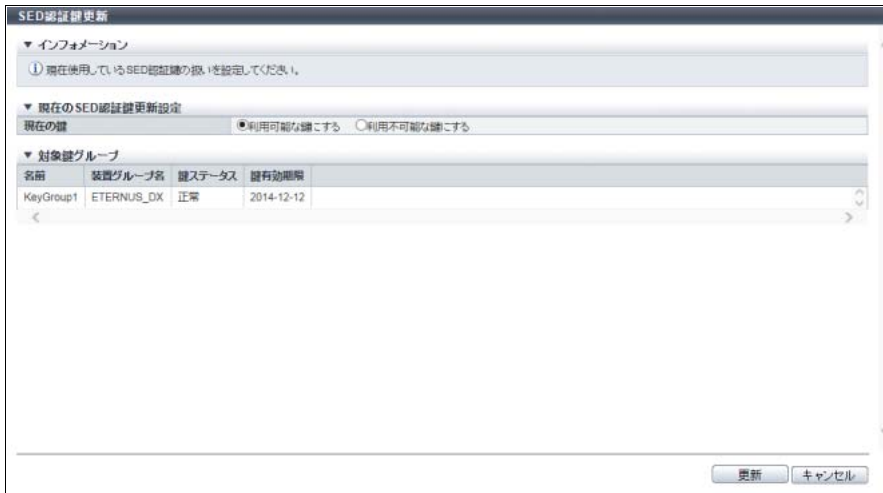 SED認証鍵更新
▼ インフォメーション
現在使用しているSED認証鍵の扱いを設定してください。
▼ 現在のSED認証鍵更新設定
現在の鍵 利用可能な鍵にする 利用不可能な鍵にする
▼ 対象鍵グループ
名前 装置グループ名 鍵ステータス 鍵有効期限
KeyGroup1 ETERNUS_DX 正常 2014-12-12
更新 キャンセル